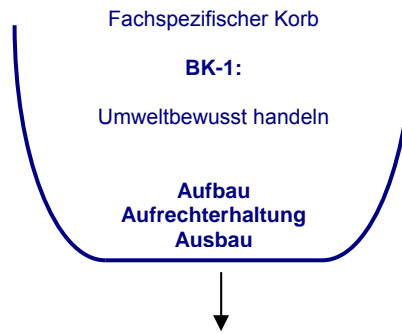 Fachspezifischer Korb
BK-1:
Umweltbewusst handeln
Aufbau
Aufrechterhaltung
Ausbau